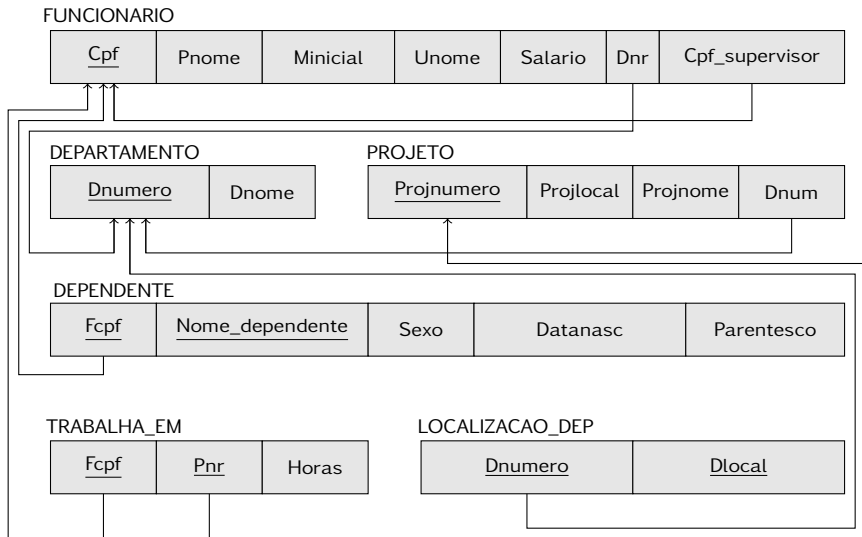 FUNCIONARIO
Cpf Pnome Minicial Unome Salario Dnr Cpf_supervisor
DEPARTAMENTO PROJETO
Dnumero Dnome Projnumero Projlocal Projnome Dnum
DEPENDENTE
Fcpf Nome_dependente Sexo Datanasc Parentesco
TRABALHA_EM LOCALIZACAO_DEP
Fcpf Pnr Horas Dnumero Dlocal